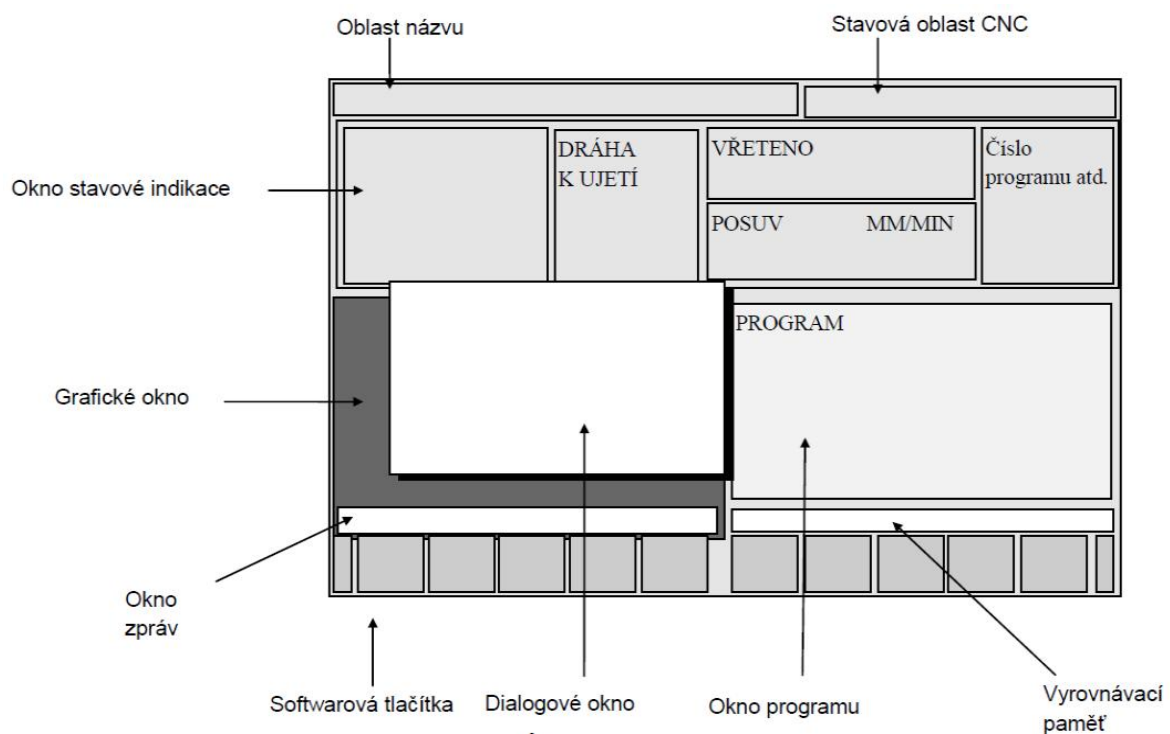 Oblast názvu
Stavová oblast CNC
DRÁHA
K UJETÍ
VŘETENO
Číslo
programu atd.
Okno stavové indikace
POSUV MM/MIN
PROGRAM
Grafické okno
Okno
zpráv
Softwarová tlačítka
Dialogové okno
Okno programu
Vyrovnávací
paměť